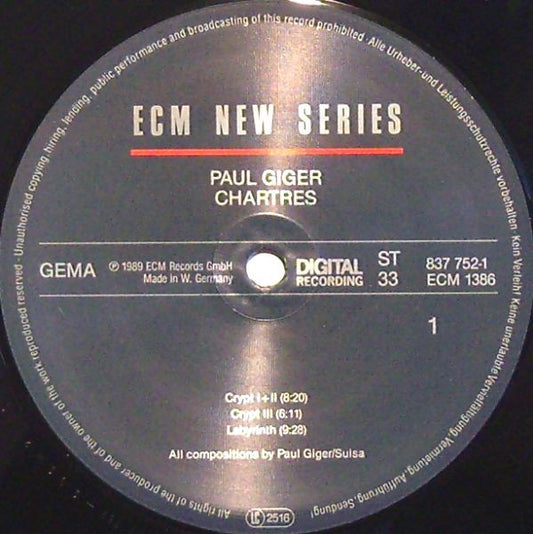 Unauthorised copying, hiring, lending, public performance and broadcasting of this record prohibited · Alle Urheber- und Leistungsschutzrechte vorbehalten · Kein Verleih! Keine unerlaubte Vervielfältigung, Vermietung, Aufführung, Sendung!
ECM NEW SERIES
PAUL GIGER
CHARTRES
GEMA
℗ 1989 ECM Records GmbH
Made in W. Germany
DIGITAL
RECORDING
ST
33
837 752-1
ECM 1386
1
Crypt I+II (8:20)
Crypt III (6:11)
Labyrinth (9:28)
All compositions by Paul Giger/Suisa
LC 2516
All rights of the producer and of the owner of the work reproduced reserved ·